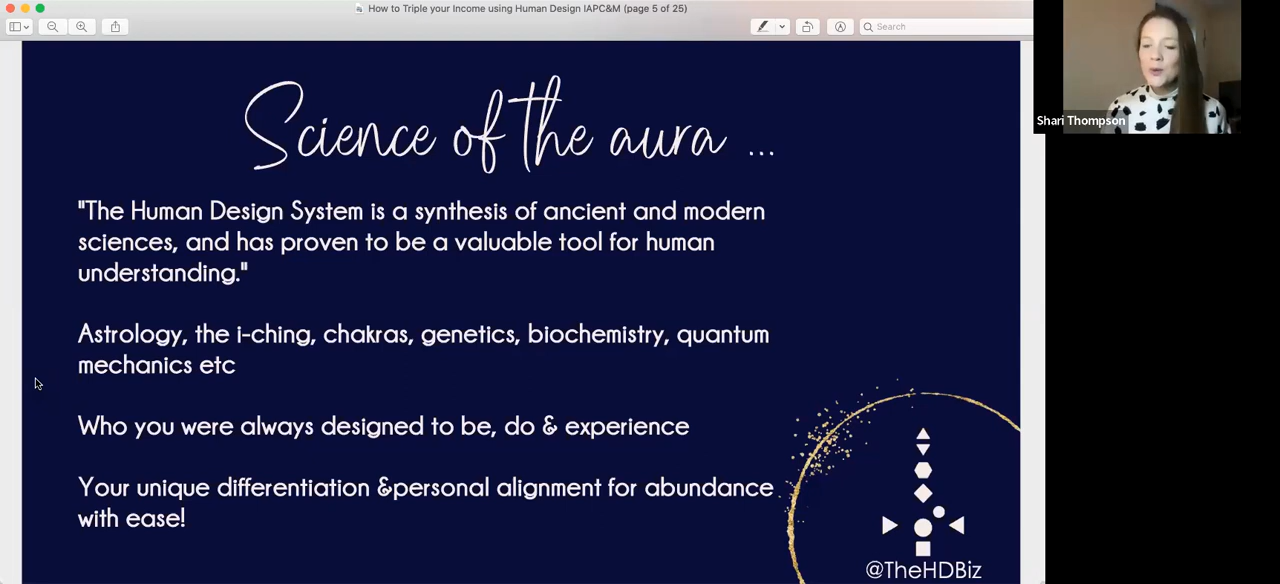 How to Triple your Income using Human Design IAPC&M (page 5 of 25)
Search
Shari Thompson
Science of the aura ...
"The Human Design System is a synthesis of ancient and modern
sciences, and has proven to be a valuable tool for human
understanding."
Astrology, the i-ching, chakras, genetics, biochemistry, quantum
mechanics etc
Who you were always designed to be, do & experience
Your unique differentiation &personal alignment for abundance
with ease!
@TheHDBiz